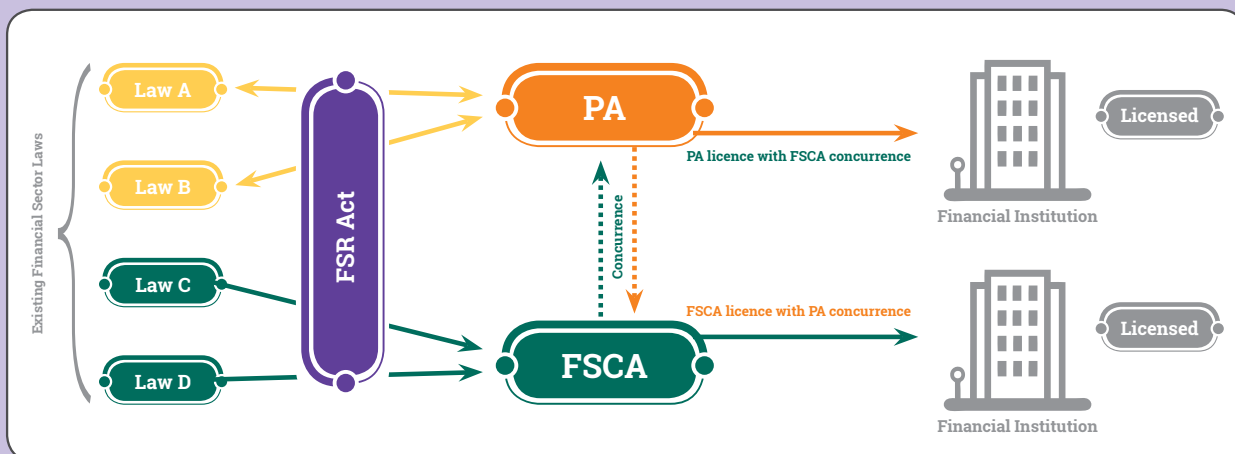 Existing Financial Sector Laws
Law A
Law B
Law C
Law D
FSR Act
PA
FSCA
Concurrence
PA licence with FSCA concurrence
FSCA licence with PA concurrence
Financial Institution
Licensed
Financial Institution
Licensed